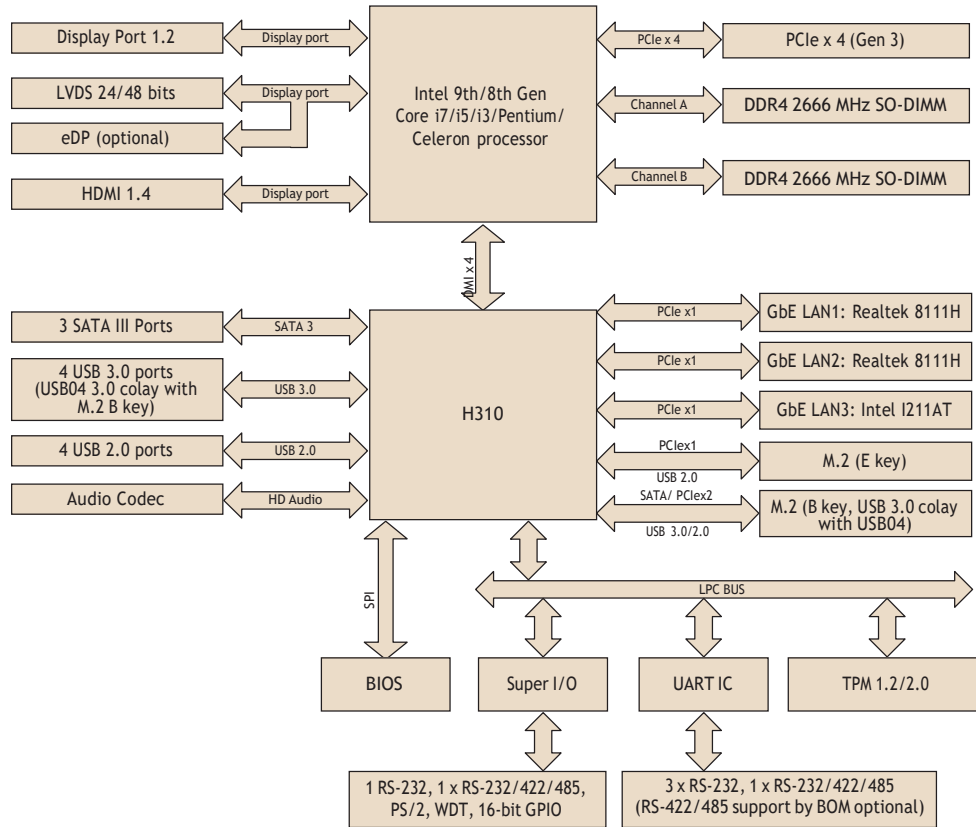 Display Port 1.2
Display port
LVDS 24/48 bits
Display port
eDP (optional)
HDMI 1.4
Display port
Intel 9th/8th Gen
Core i7/i5/i3/Pentium/
Celeron processor
PCIe x 4
PCIe x 4 (Gen 3)
Channel A
DDR4 2666 MHz SO-DIMM
Channel B
DDR4 2666 MHz SO-DIMM
DMI x 4
3 SATA III Ports
SATA 3
4 USB 3.0 ports
(USB04 3.0 colay with
M.2 B key)
USB 3.0
4 USB 2.0 ports
USB 2.0
Audio Codec
HD Audio
H310
PCIe x1
GbE LAN1: Realtek 8111H
PCIe x1
GbE LAN2: Realtek 8111H
PCIe x1
GbE LAN3: Intel I211AT
PCIex1
USB 2.0
M.2 (E key)
SATA/ PCIex2
USB 3.0/2.0
M.2 (B key, USB 3.0 colay
with USB04)
SPI
LPC BUS
BIOS
Super I/O
UART IC
TPM 1.2/2.0
1 RS-232, 1 x RS-232/422/485,
PS/2, WDT, 16-bit GPIO
3 x RS-232, 1 x RS-232/422/485
(RS-422/485 support by BOM optional)